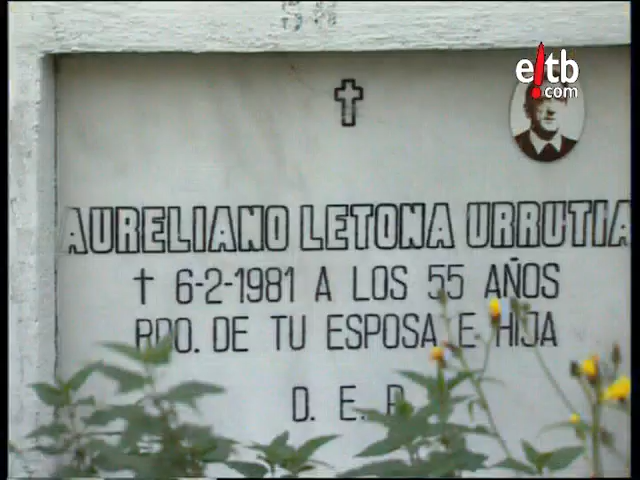 eitb
.com
AURELIANO LETONA URRUTIA
† 6-2-1981 A LOS 55 AÑOS
RDO. DE TU ESPOSA E HIJA
D. E. P.